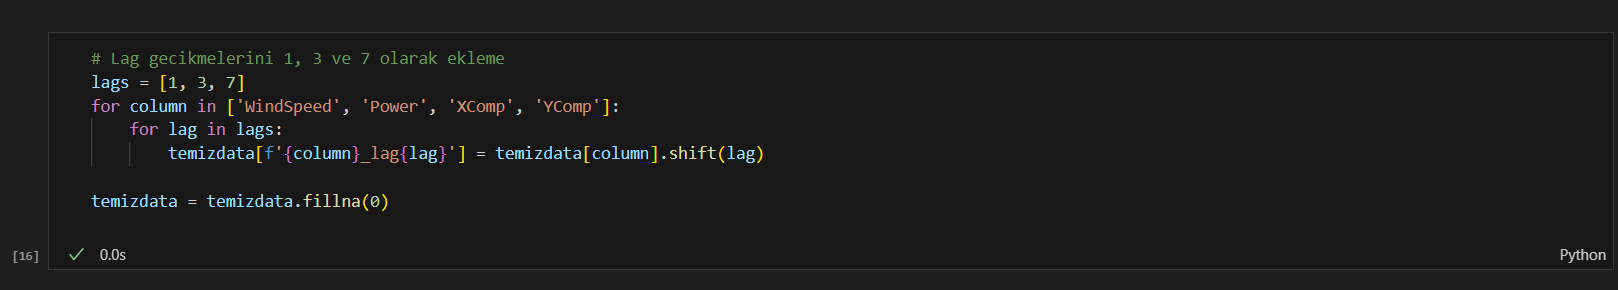 # Lag gecikmelerini 1, 3 ve 7 olarak ekleme
lags = [1, 3, 7]
for column in ['WindSpeed', 'Power', 'XComp', 'YComp']:
    for lag in lags:
        temizdata[f'{column}_lag{lag}'] = temizdata[column].shift(lag)
temizdata = temizdata.fillna(0)
[16] ✓ 0.0s Python